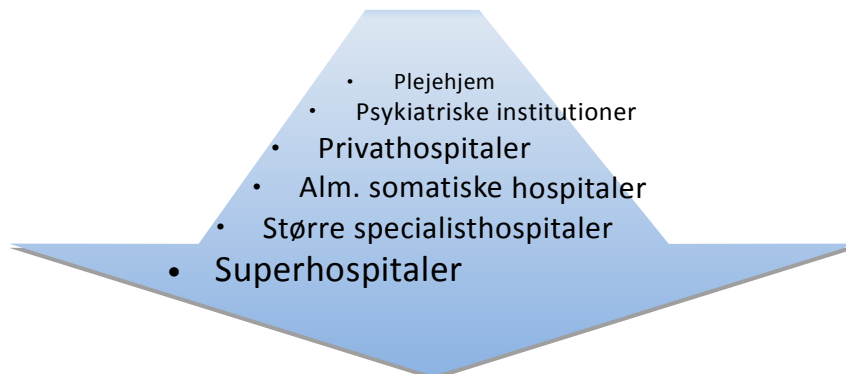 • Plejehjem
• Psykiatriske institutioner
• Privathospitaler
• Alm. somatiske hospitaler
• Større specialisthospitaler
• Superhospitaler